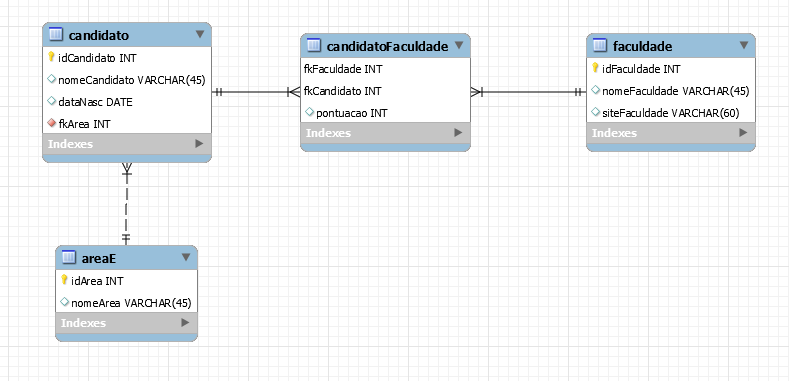 candidato
idCandidato INT
nomeCandidato VARCHAR(45)
dataNasc DATE
fkArea INT
Indexes
candidatoFaculdade
fkFaculdade INT
fkCandidato INT
pontuacao INT
Indexes
faculdade
idFaculdade INT
nomeFaculdade VARCHAR(45)
siteFaculdade VARCHAR(60)
Indexes
areaE
idArea INT
nomeArea VARCHAR(45)
Indexes